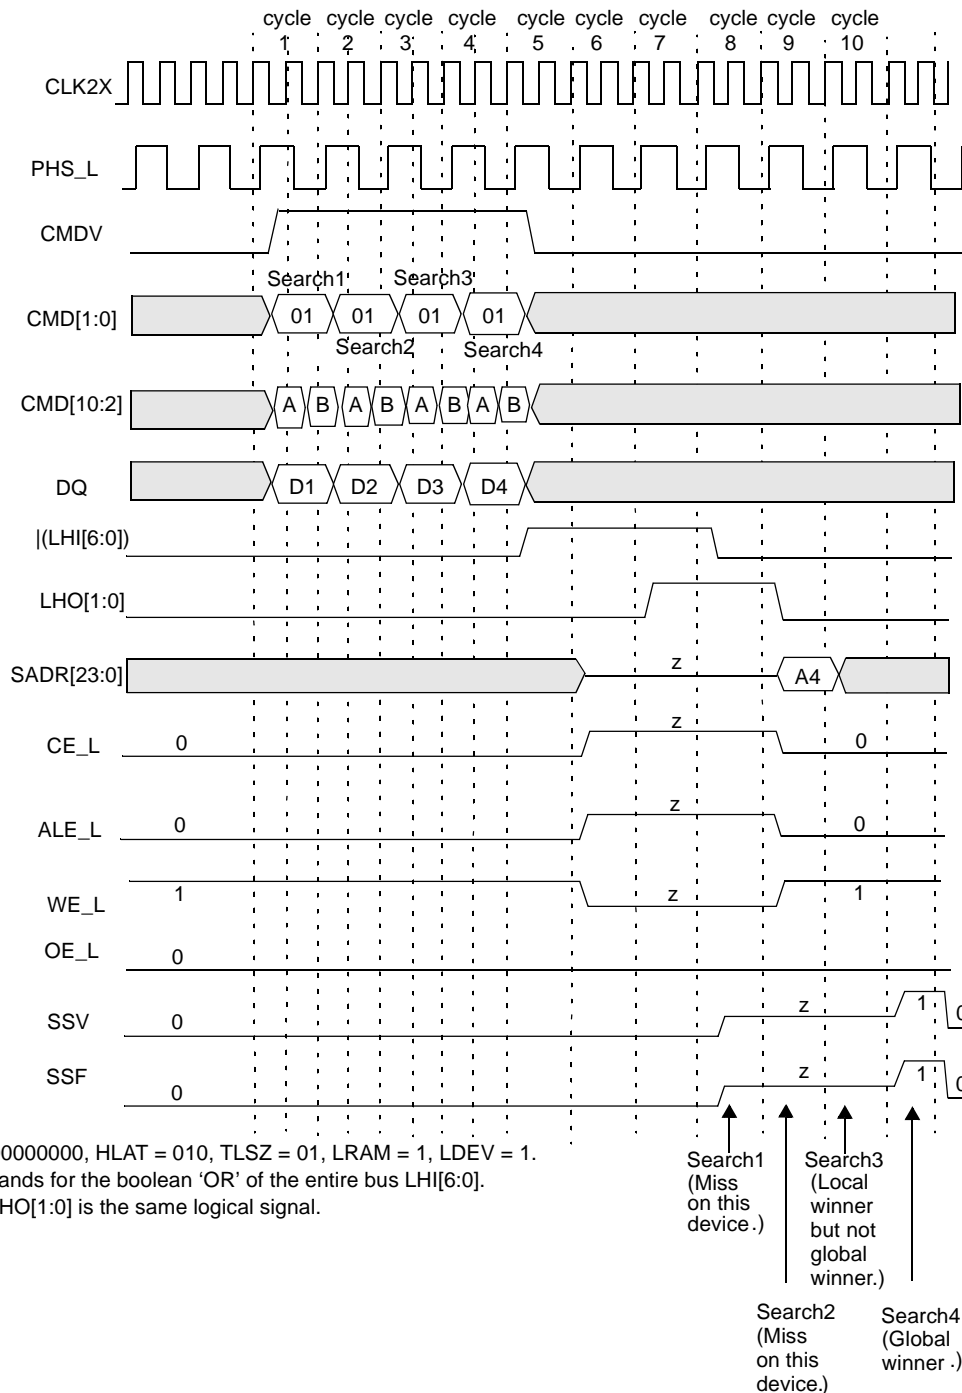 cycle cycle cycle cycle cycle cycle cycle cycle cycle cycle
1 2 3 4 5 6 7 8 9 10
CLK2X
PHS_L
CMDV
Search1 Search3
CMD[1:0] 01 01 01 01
Search2 Search4
CMD[10:2] A B A B A B A B
DQ D1 D2 D3 D4
|(LHI[6:0])
LHO[1:0]
SADR[23:0] z A4
CE_L 0 z 0
ALE_L 0 z 0
WE_L 1 z 1
OE_L 0
SSV 0 z 1 0
SSF 0 z 1 0
00000000, HLAT = 010, TLSZ = 01, LRAM = 1, LDEV = 1.
ands for the boolean ‘OR’ of the entire bus LHI[6:0].
HO[1:0] is the same logical signal.
Search1
(Miss
on this
device.)
Search3
(Local
winner
but not
global
winner.)
Search2
(Miss
on this
device.)
Search4
(Global
winner .)